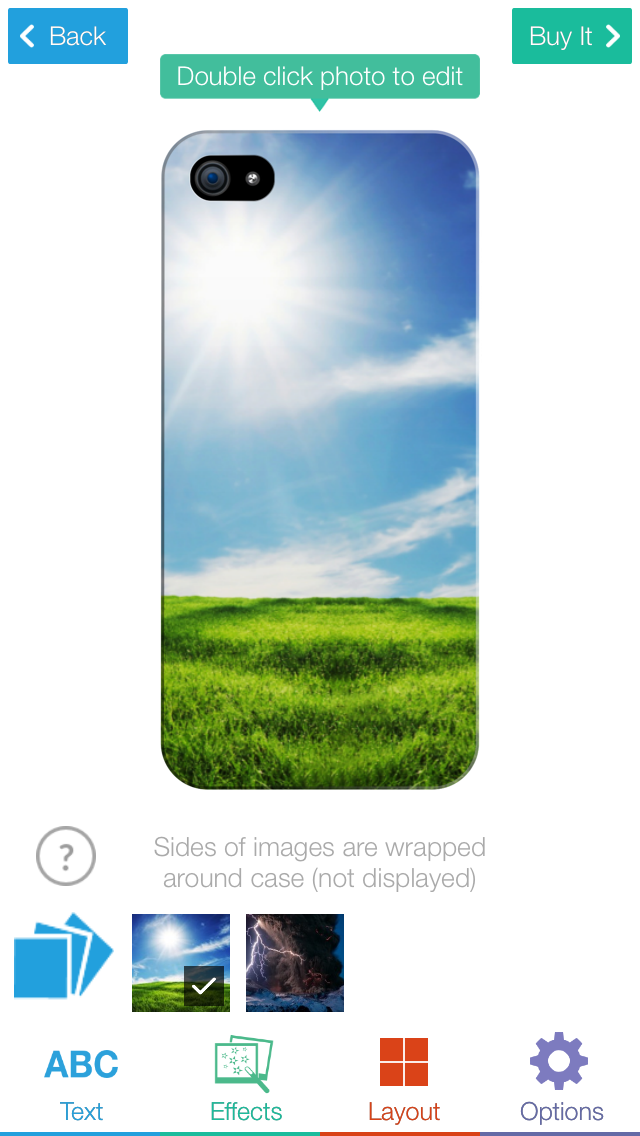 Back
Buy It
Double click photo to edit
?
Sides of images are wrapped
around case (not displayed)
ABC
Text
Effects
Layout
Options